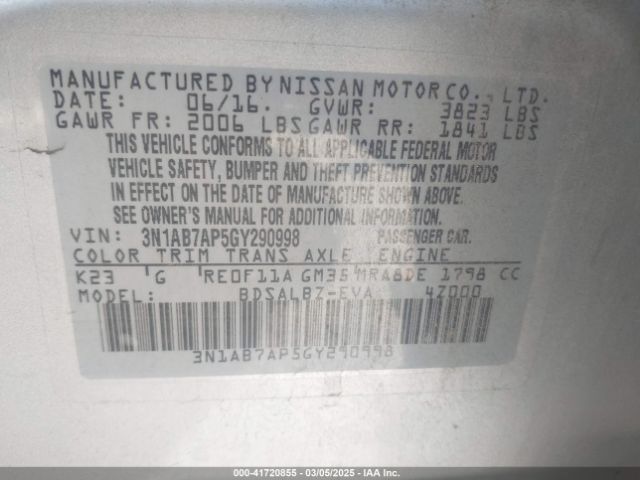 MANUFACTURED BY NISSAN MOTOR CO., LTD.
DATE: 06/16. GVWR: 3823 LBS
GAWR FR: 2006 LBS GAWR RR: 1841 LBS
THIS VEHICLE CONFORMS TO ALL APPLICABLE FEDERAL MOTOR
VEHICLE SAFETY, BUMPER AND THEFT PREVENTION STANDARDS
IN EFFECT ON THE DATE OF MANUFACTURE SHOWN ABOVE.
SEE OWNER'S MANUAL FOR ADDITIONAL INFORMATION.
VIN: 3N1AB7AP5GY290998 PASSENGER CAR.
COLOR TRIM TRANS AXLE ENGINE
K23 G RE0F11A GM35 MRA8DE 1798 CC
MODEL: BDSALBZ-EVA 4Z000
3N1AB7AP5GY290998
000-41720855 — 03/05/2025 — IAA Inc.